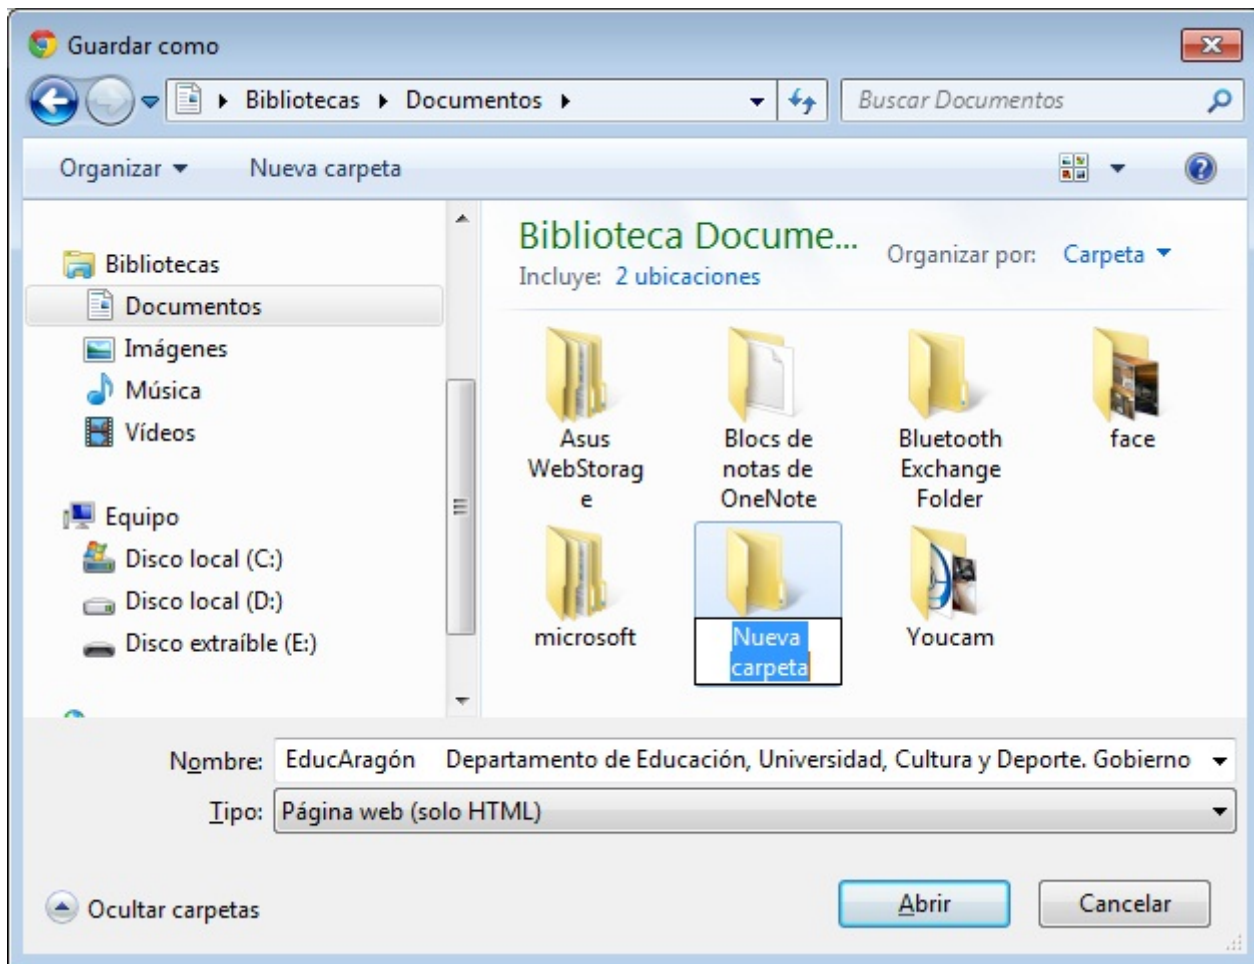 Guardar como
Bibliotecas Documentos
Buscar Documentos
Organizar Nueva carpeta
Bibliotecas
Documentos
Imágenes
Música
Vídeos
Equipo
Disco local (C:)
Disco local (D:)
Disco extraíble (E:)
Biblioteca Docume...
Incluye: 2 ubicaciones
Organizar por: Carpeta
Asus
WebStorag
e
Blocs de
notas de
OneNote
Bluetooth
Exchange
Folder
face
microsoft
Nueva
carpeta
Youcam
Nombre: EducAragón Departamento de Educación, Universidad, Cultura y Deporte. Gobierno
Tipo: Página web (solo HTML)
Ocultar carpetas
Abrir
Cancelar